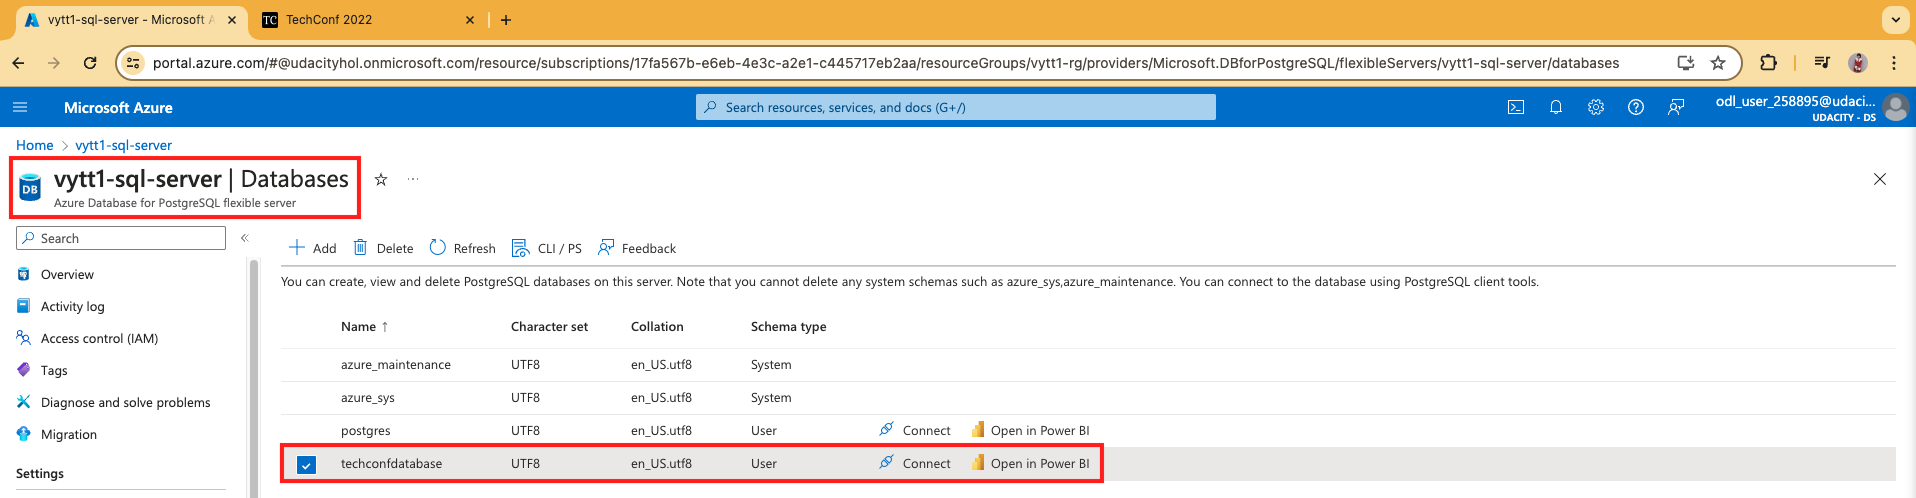 vytt1-sql-server - Microsoft A
TC TechConf 2022
portal.azure.com/#@udacityhol.onmicrosoft.com/resource/subscriptions/17fa567b-e6eb-4e3c-a2e1-c445717eb2aa/resourceGroups/vytt1-rg/providers/Microsoft.DBforPostgreSQL/flexibleServers/vytt1-sql-server/databases
Microsoft Azure
Search resources, services, and docs (G+/)
odl_user_258895@udaci...
UDACITY - DS
Home > vytt1-sql-server
DB
vytt1-sql-server | Databases
...
Azure Database for PostgreSQL flexible server
Search
«
Add Delete Refresh CLI / PS Feedback
You can create, view and delete PostgreSQL databases on this server. Note that you cannot delete any system schemas such as azure_sys,azure_maintenance. You can connect to the database using PostgreSQL client tools.
Overview
Activity log
Access control (IAM)
Tags
Diagnose and solve problems
Migration
Settings
Name ↑ Character set Collation Schema type
azure_maintenance UTF8 en_US.utf8 System
azure_sys UTF8 en_US.utf8 System
postgres UTF8 en_US.utf8 User Connect Open in Power BI
techconfdatabase UTF8 en_US.utf8 User Connect Open in Power BI